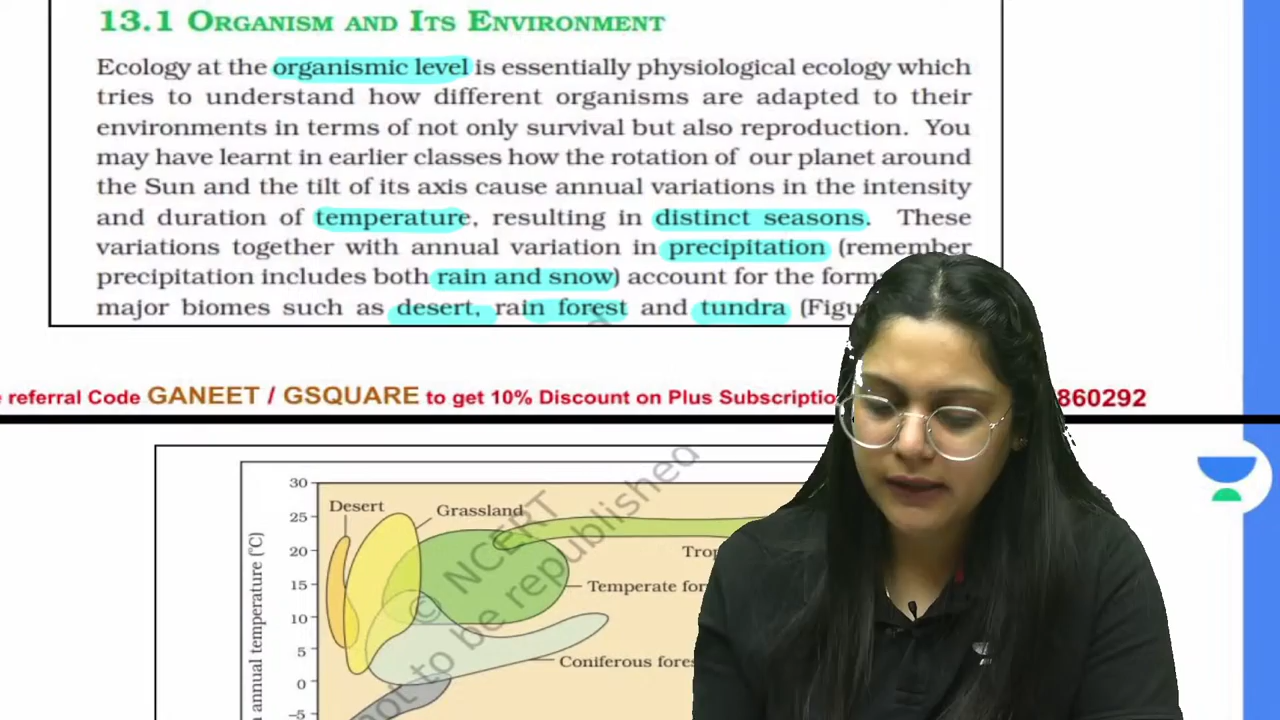 13.1 ORGANISM AND ITS ENVIRONMENT
Ecology at the organismic level is essentially physiological ecology which
tries to understand how different organisms are adapted to their
environments in terms of not only survival but also reproduction. You
may have learnt in earlier classes how the rotation of our planet around
the Sun and the tilt of its axis cause annual variations in the intensity
and duration of temperature, resulting in distinct seasons. These
variations together with annual variation in precipitation (remember
precipitation includes both rain and snow) account for the
major biomes such as desert, rain forest and tundra
referral Code GANEET / GSQUARE to get 10% Discount on Plus 860292
30
Desert
Grassland
25
20
Temperate
15
10
5
Coniferous
0
-5
annual temperature (°C)
© NCERT
not to be republished